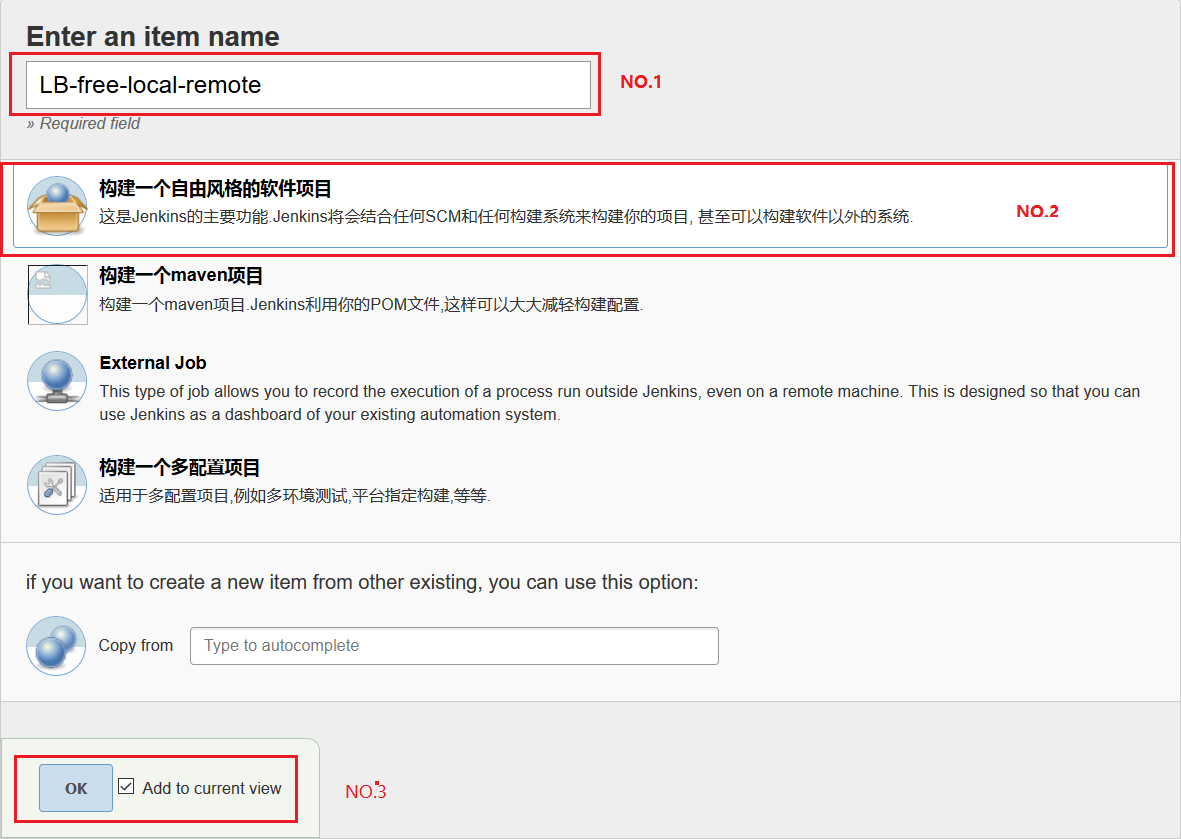 Enter an item name
LB-free-local-remote
NO.1
» Required field
构建一个自由风格的软件项目
这是Jenkins的主要功能.Jenkins将会结合任何SCM和任何构建系统来构建你的项目, 甚至可以构建软件以外的系统.
NO.2
构建一个maven项目
构建一个maven项目.Jenkins利用你的POM文件,这样可以大大减轻构建配置.
External Job
This type of job allows you to record the execution of a process run outside Jenkins, even on a remote machine. This is designed so that you can
use Jenkins as a dashboard of your existing automation system.
构建一个多配置项目
适用于多配置项目,例如多环境测试,平台指定构建,等等.
if you want to create a new item from other existing, you can use this option:
Copy from
Type to autocomplete
OK
Add to current view
NO.3